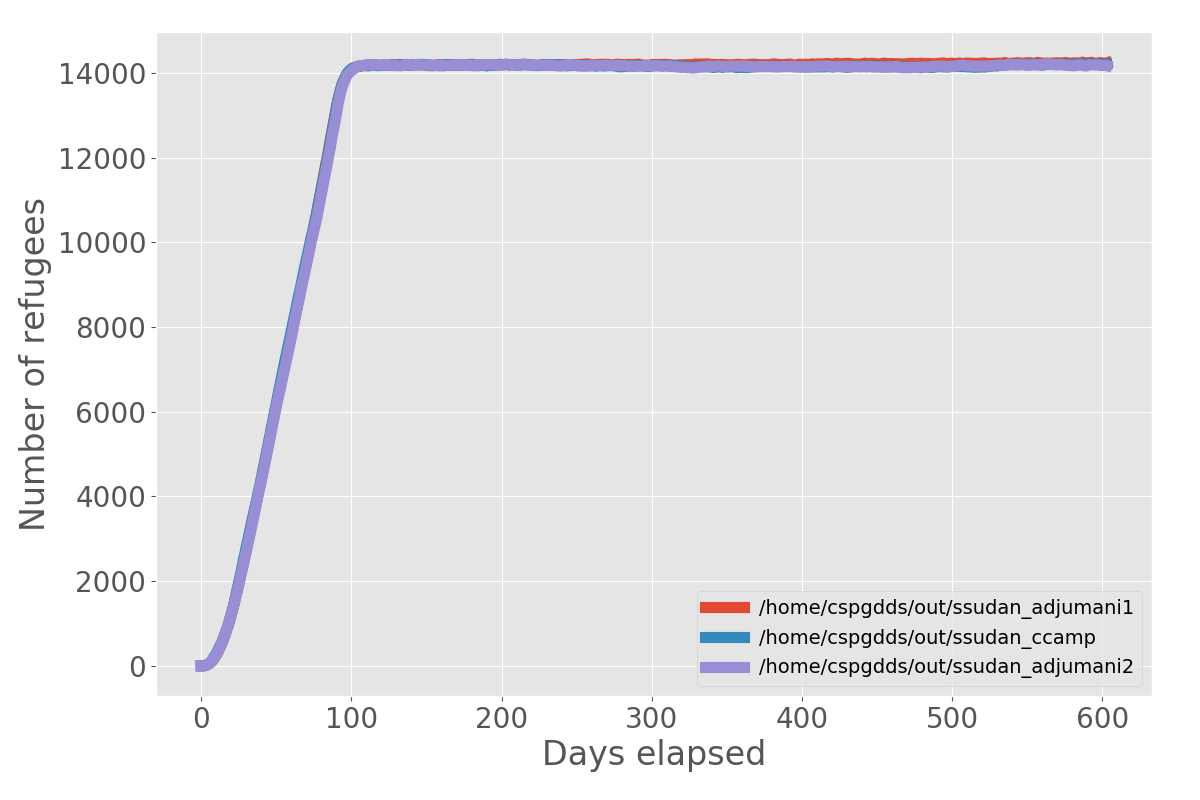 14000
12000
10000
8000
6000
4000
2000
0
Number of refugees
/home/cspgdds/out/ssudan_adjumani1
/home/cspgdds/out/ssudan_ccamp
/home/cspgdds/out/ssudan_adjumani2
0 100 200 300 400 500 600
Days elapsed